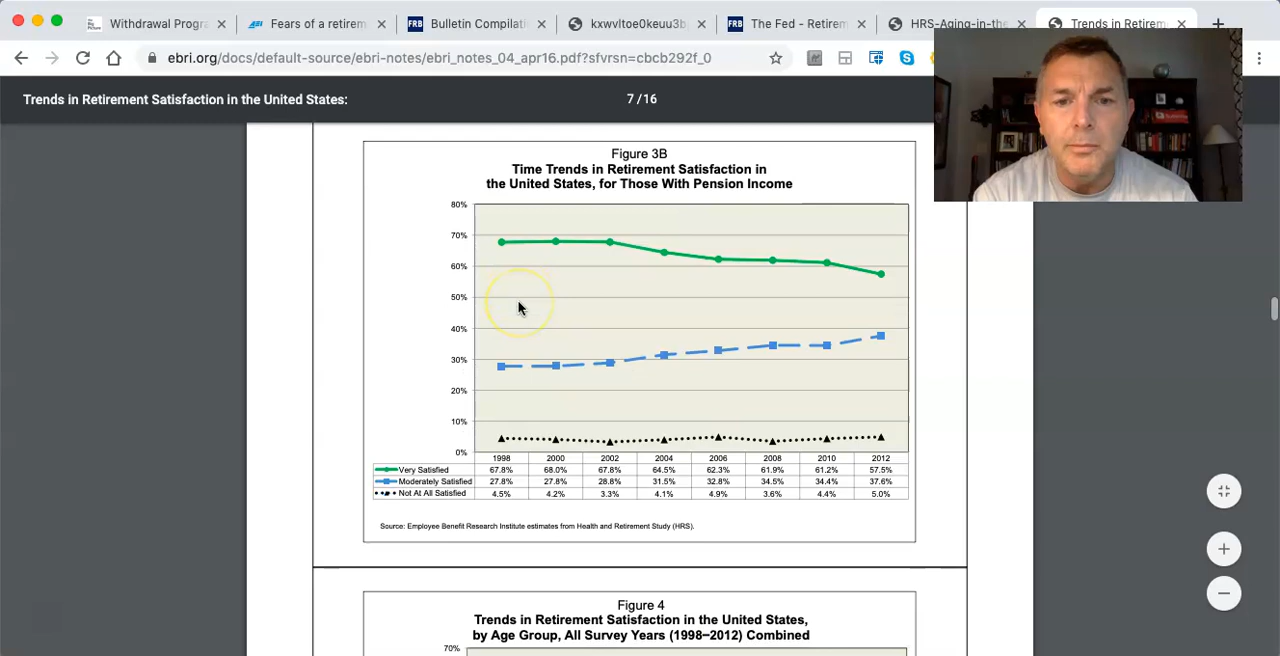 Withdrawal Progra
Fears of a retirem
FRB Bulletin Compilati
kxwvltoe0keuu3b
FRB The Fed - Retirem
HRS-Aging-in-the
Trends in Retirem
ebri.org/docs/default-source/ebri-notes/ebri_notes_04_apr16.pdf?sfvrsn=cbcb292f_0
Trends in Retirement Satisfaction in the United States:
7 / 16
Figure 3B
Time Trends in Retirement Satisfaction in
the United States, for Those With Pension Income
80%
70%
60%
50%
40%
30%
20%
10%
0%
1998 2000 2002 2004 2006 2008 2010 2012
Very Satisfied 67.8% 68.0% 67.8% 64.5% 62.3% 61.9% 61.2% 57.5%
Moderately Satisfied 27.8% 27.8% 28.8% 31.5% 32.8% 34.5% 34.4% 37.6%
Not At All Satisfied 4.5% 4.2% 3.3% 4.1% 4.9% 3.6% 4.4% 5.0%
Source: Employee Benefit Research Institute estimates from Health and Retirement Study (HRS).
Figure 4
Trends in Retirement Satisfaction in the United States,
by Age Group, All Survey Years (1998–2012) Combined
70%